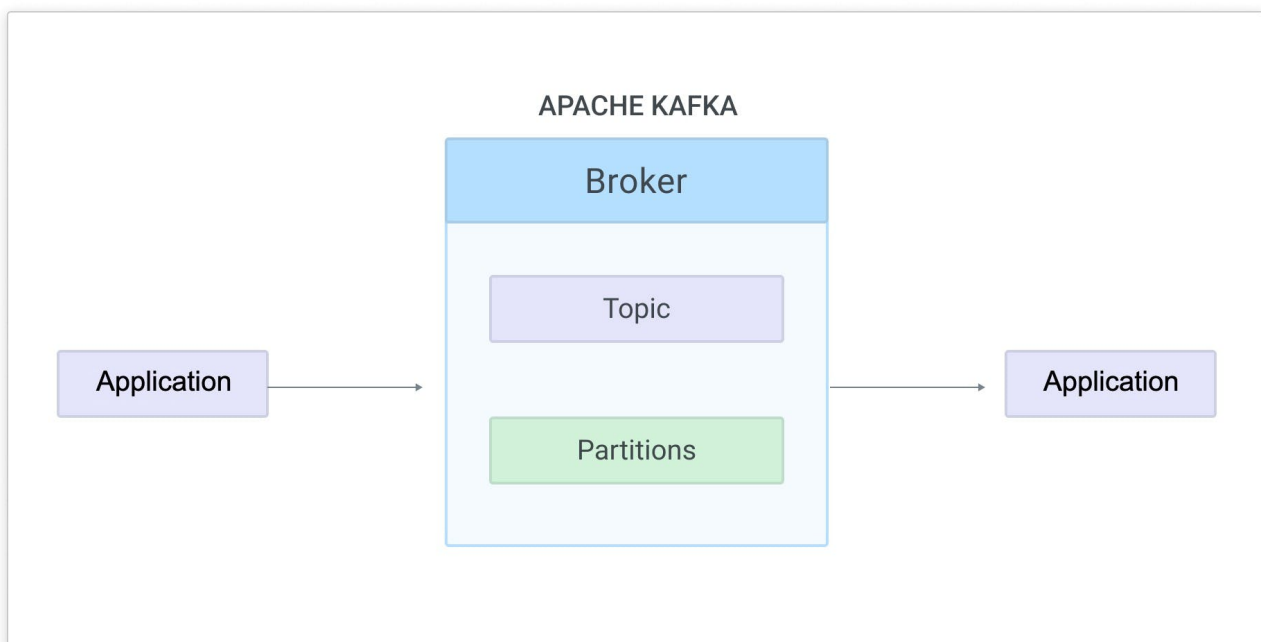 APACHE KAFKA
Broker
Topic
Application
Application
Partitions